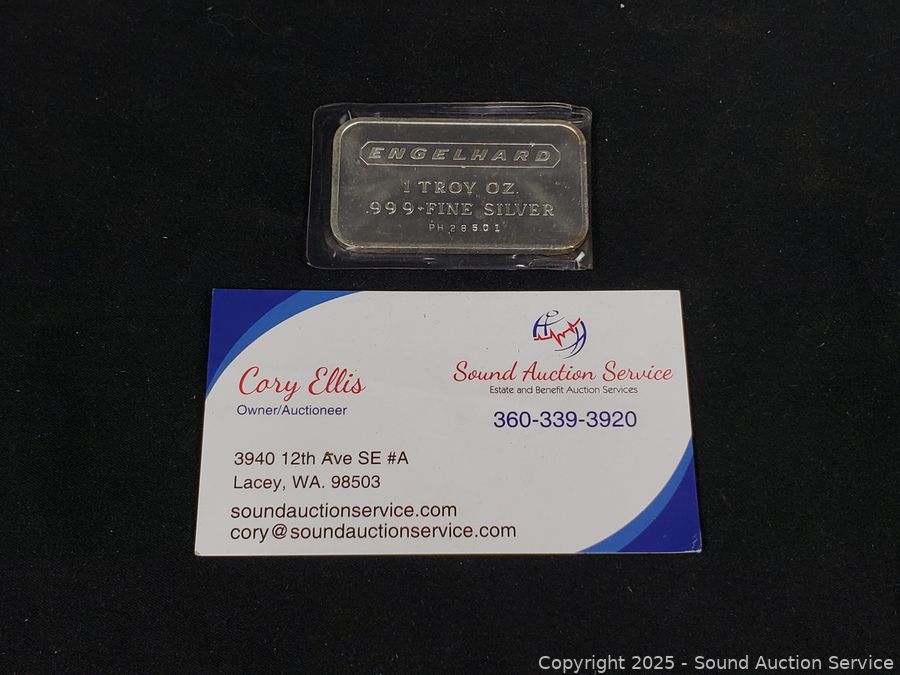 ENGELHARD
1 TROY OZ.
.999+FINE SILVER
PH 28501
Cory Ellis
Owner/Auctioneer
Sound Auction Service
Estate and Benefit Auction Services
360-339-3920
3940 12th Ave SE #A
Lacey, WA. 98503
soundauctionservice.com
cory@soundauctionservice.com
Copyright 2025 - Sound Auction Service